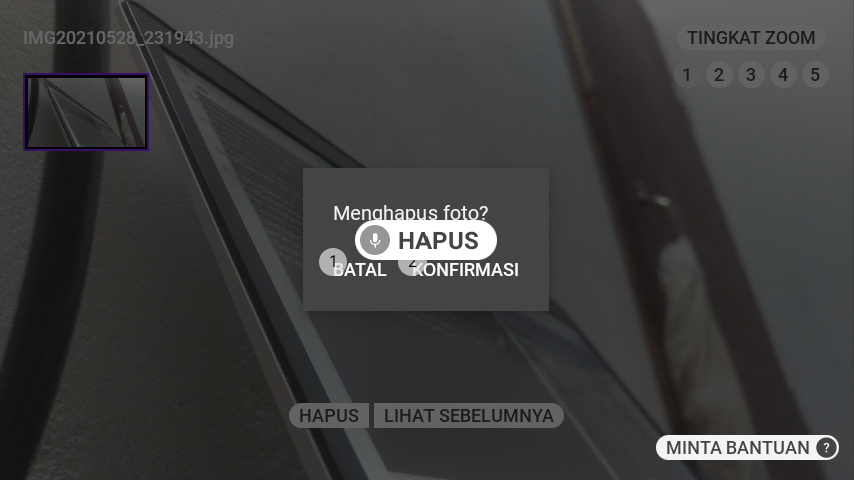 IMG20210528_231943.jpg
TINGKAT ZOOM
1 2 3 4 5
Menghapus foto?
HAPUS
1 BATAL 2 KONFIRMASI
HAPUS LIHAT SEBELUMNYA
MINTA BANTUAN ?